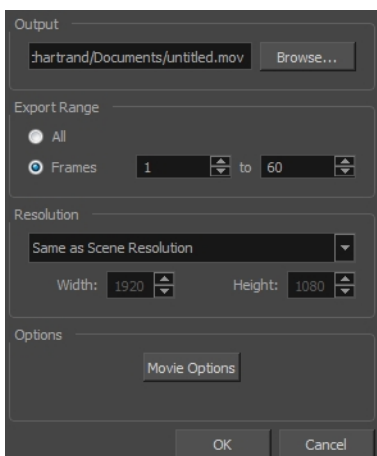 Output
:hartrand/Documents/untitled.mov Browse...
Export Range
All
Frames 1 to 60
Resolution
Same as Scene Resolution
Width: 1920 Height: 1080
Options
Movie Options
OK Cancel